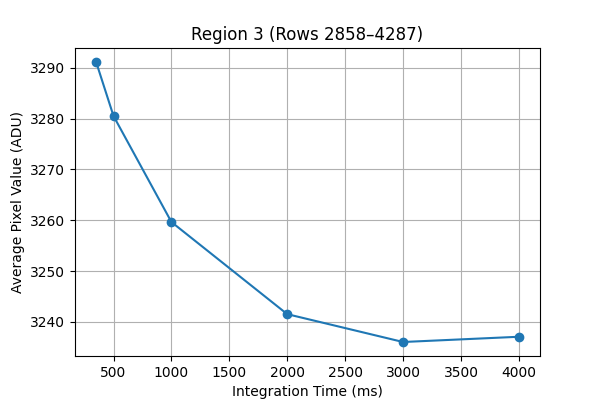 Region 3 (Rows 2858–4287)
Average Pixel Value (ADU)
3290
3280
3270
3260
3250
3240
500 1000 1500 2000 2500 3000 3500 4000
Integration Time (ms)